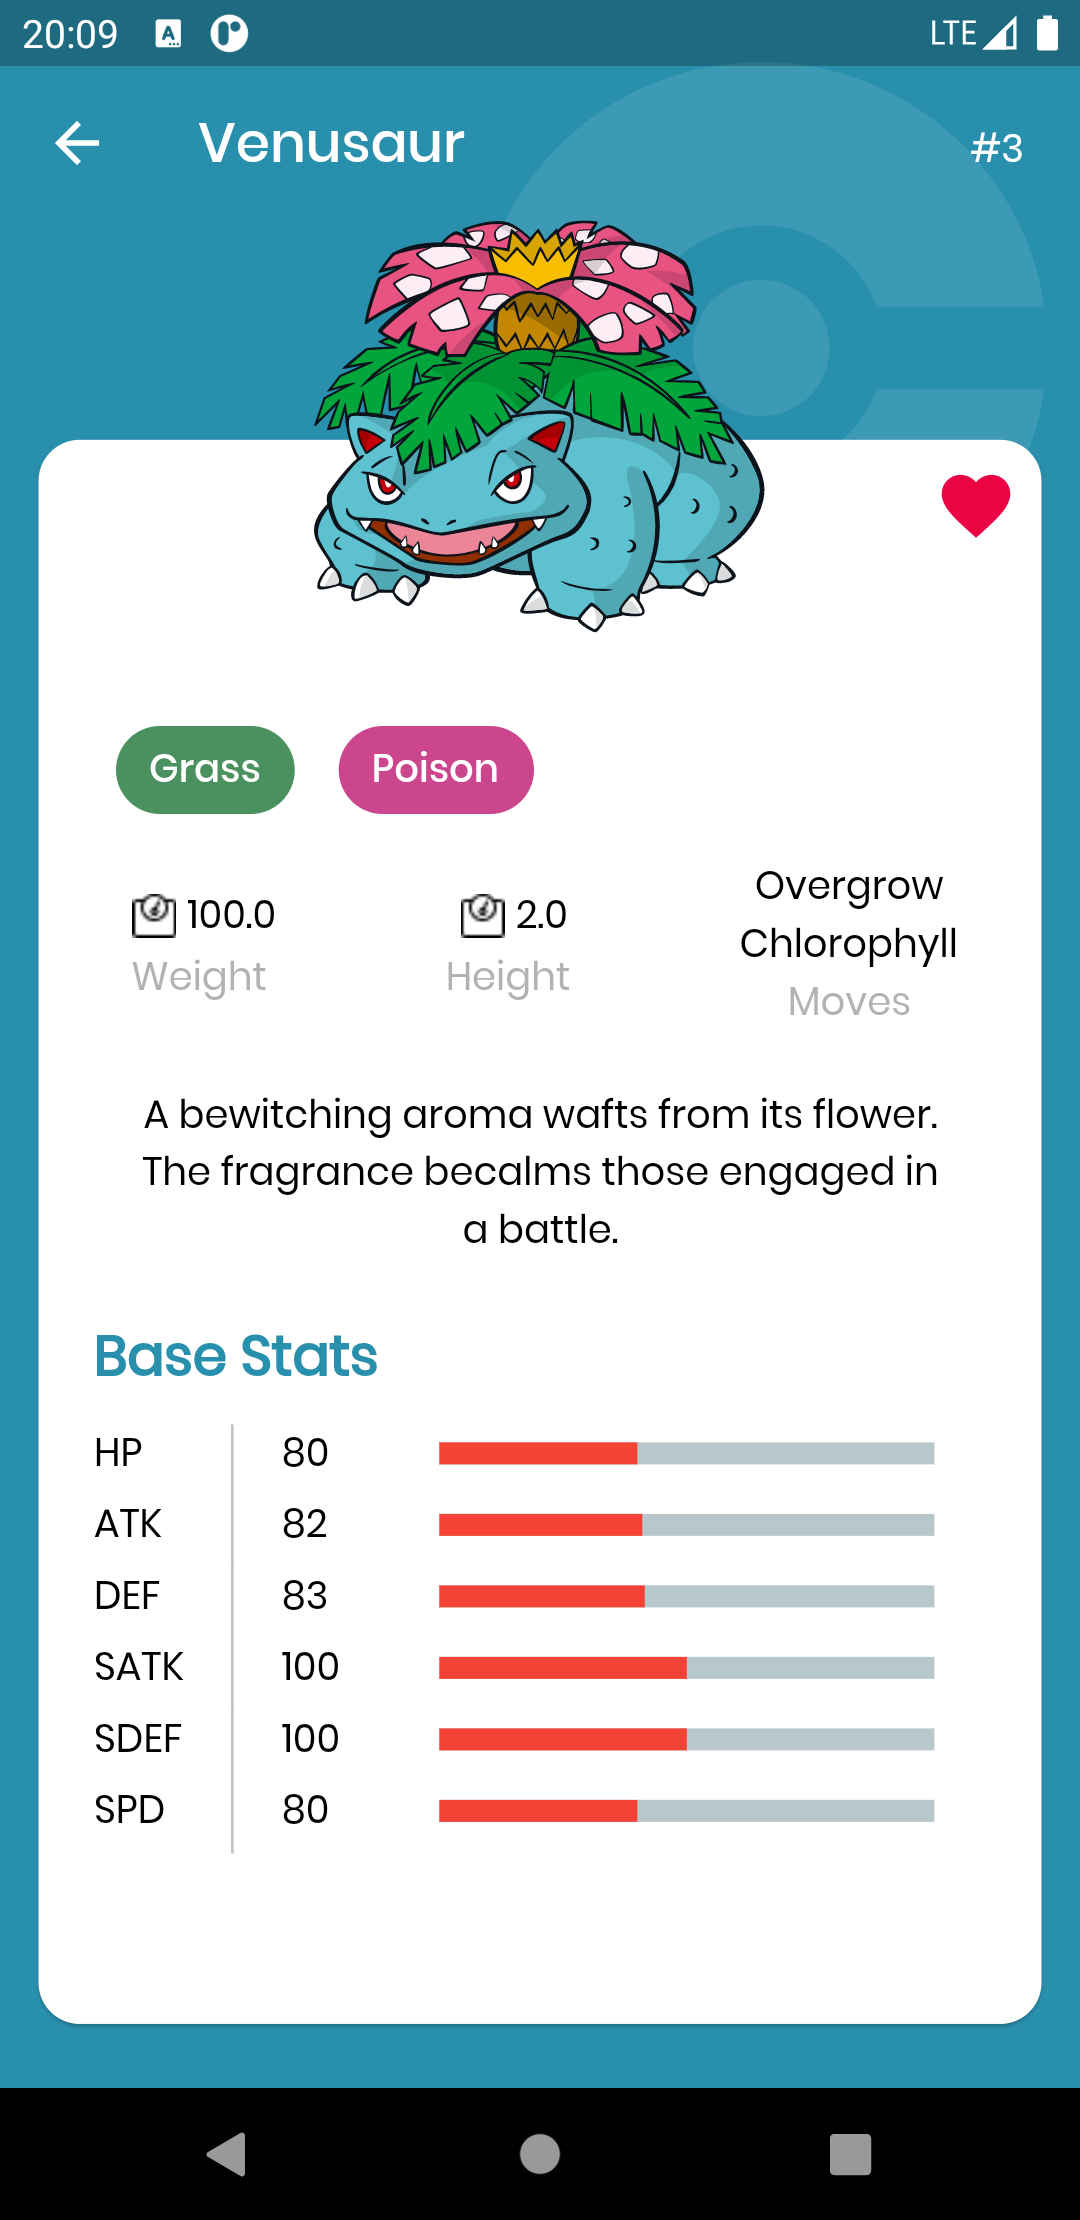 20:09 A LTE
Venusaur #3
Grass Poison
100.0 2.0 Overgrow
Chlorophyll
Weight Height Moves
A bewitching aroma wafts from its flower.
The fragrance becalms those engaged in
a battle.
Base Stats
HP 80
ATK 82
DEF 83
SATK 100
SDEF 100
SPD 80